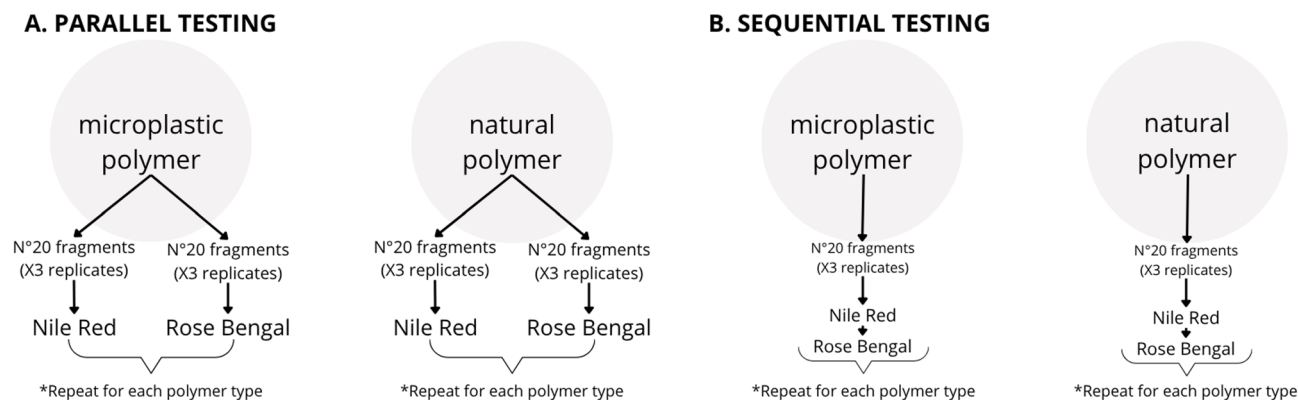 A. PARALLEL TESTING
microplastic
polymer
N°20 fragments
(X3 replicates)
N°20 fragments
(X3 replicates)
Nile Red
Rose Bengal
*Repeat for each polymer type
natural
polymer
N°20 fragments
(X3 replicates)
N°20 fragments
(X3 replicates)
Nile Red
Rose Bengal
*Repeat for each polymer type
B. SEQUENTIAL TESTING
microplastic
polymer
N°20 fragments
(X3 replicates)
Nile Red
Rose Bengal
*Repeat for each polymer type
natural
polymer
N°20 fragments
(X3 replicates)
Nile Red
Rose Bengal
*Repeat for each polymer type